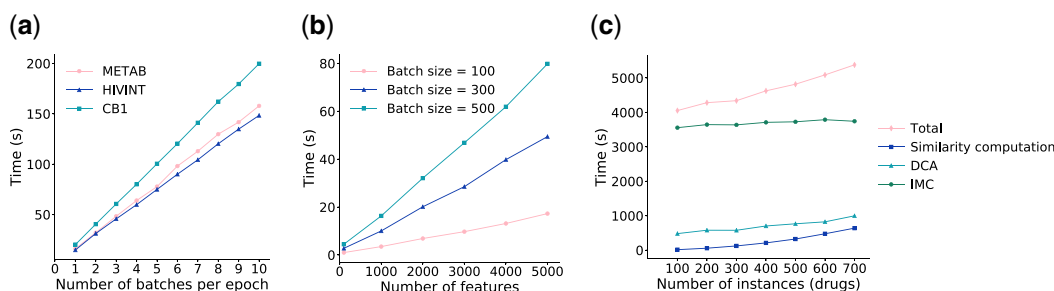 (a)
200
150
100
50
Time (s)
METAB
HIVINT
CB1
0 1 2 3 4 5 6 7 8 9 10
Number of batches per epoch
(b)
80
60
40
20
0
Time (s)
Batch size = 100
Batch size = 300
Batch size = 500
0 1000 2000 3000 4000 5000
Number of features
(c)
5000
4000
3000
2000
1000
0
Time (s)
100 200 300 400 500 600 700
Number of instances (drugs)
Total
Similarity computation
DCA
IMC